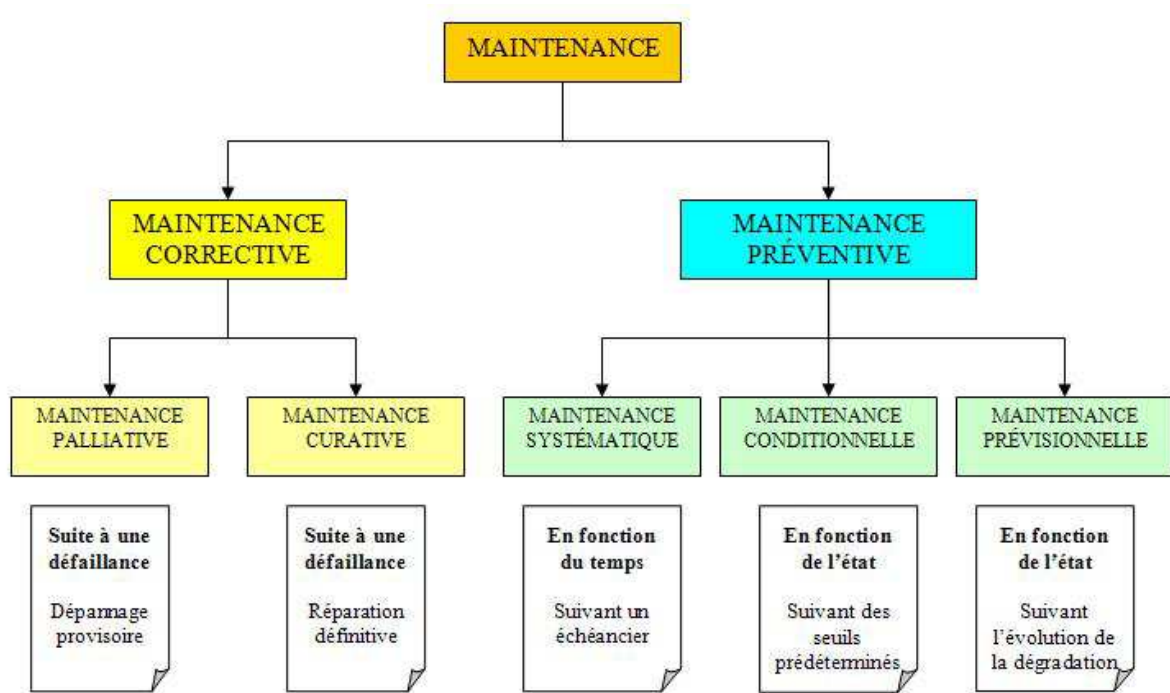 MAINTENANCE
MAINTENANCE
CORRECTIVE
MAINTENANCE
PRÉVENTIVE
MAINTENANCE
PALLIATIVE
MAINTENANCE
CURATIVE
MAINTENANCE
SYSTÉMATIQUE
MAINTENANCE
CONDITIONNELLE
MAINTENANCE
PRÉVISIONNELLE
Suite à une
défaillance
Dépannage
provisoire
Suite à une
défaillance
Réparation
définitive
En fonction
du temps
Suivant un
échéancier
En fonction
de l'état
Suivant des
seuils
prédéterminés
En fonction
de l'état
Suivant
l'évolution de
la dégradation